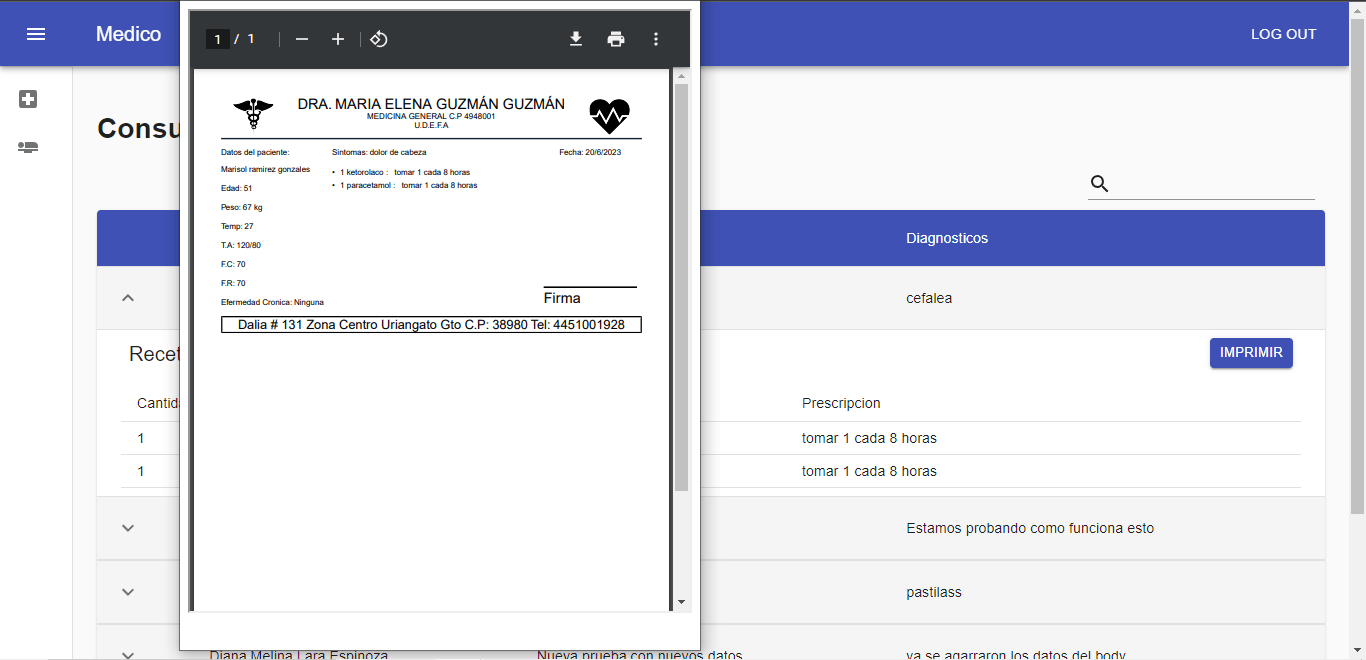 Medico
LOG OUT
1 / 1
DRA. MARIA ELENA GUZMÁN GUZMÁN
MEDICINA GENERAL C.P 4948001
U.D.E.F.A
Datos del paciente:
Sintomas: dolor de cabeza
Fecha: 20/6/2023
Marisol ramirez gonzales
• 1 ketorolaco : tomar 1 cada 8 horas
• 1 paracetamol : tomar 1 cada 8 horas
Edad: 51
Peso: 67 kg
Temp: 27
T.A: 120/80
F.C: 70
F.R: 70
Efermedad Cronica: Ninguna
Firma
Dalia # 131 Zona Centro Uriangato Gto C.P: 38980 Tel: 4451001928
Consu
Diagnosticos
cefalea
Recet
IMPRIMIR
Cantida
Prescripcion
1
tomar 1 cada 8 horas
1
tomar 1 cada 8 horas
Estamos probando como funciona esto
pastilass
Diana Melina Lara Espinoza
Nueva prueba con nuevos datos
ya se agarraron los datos del body